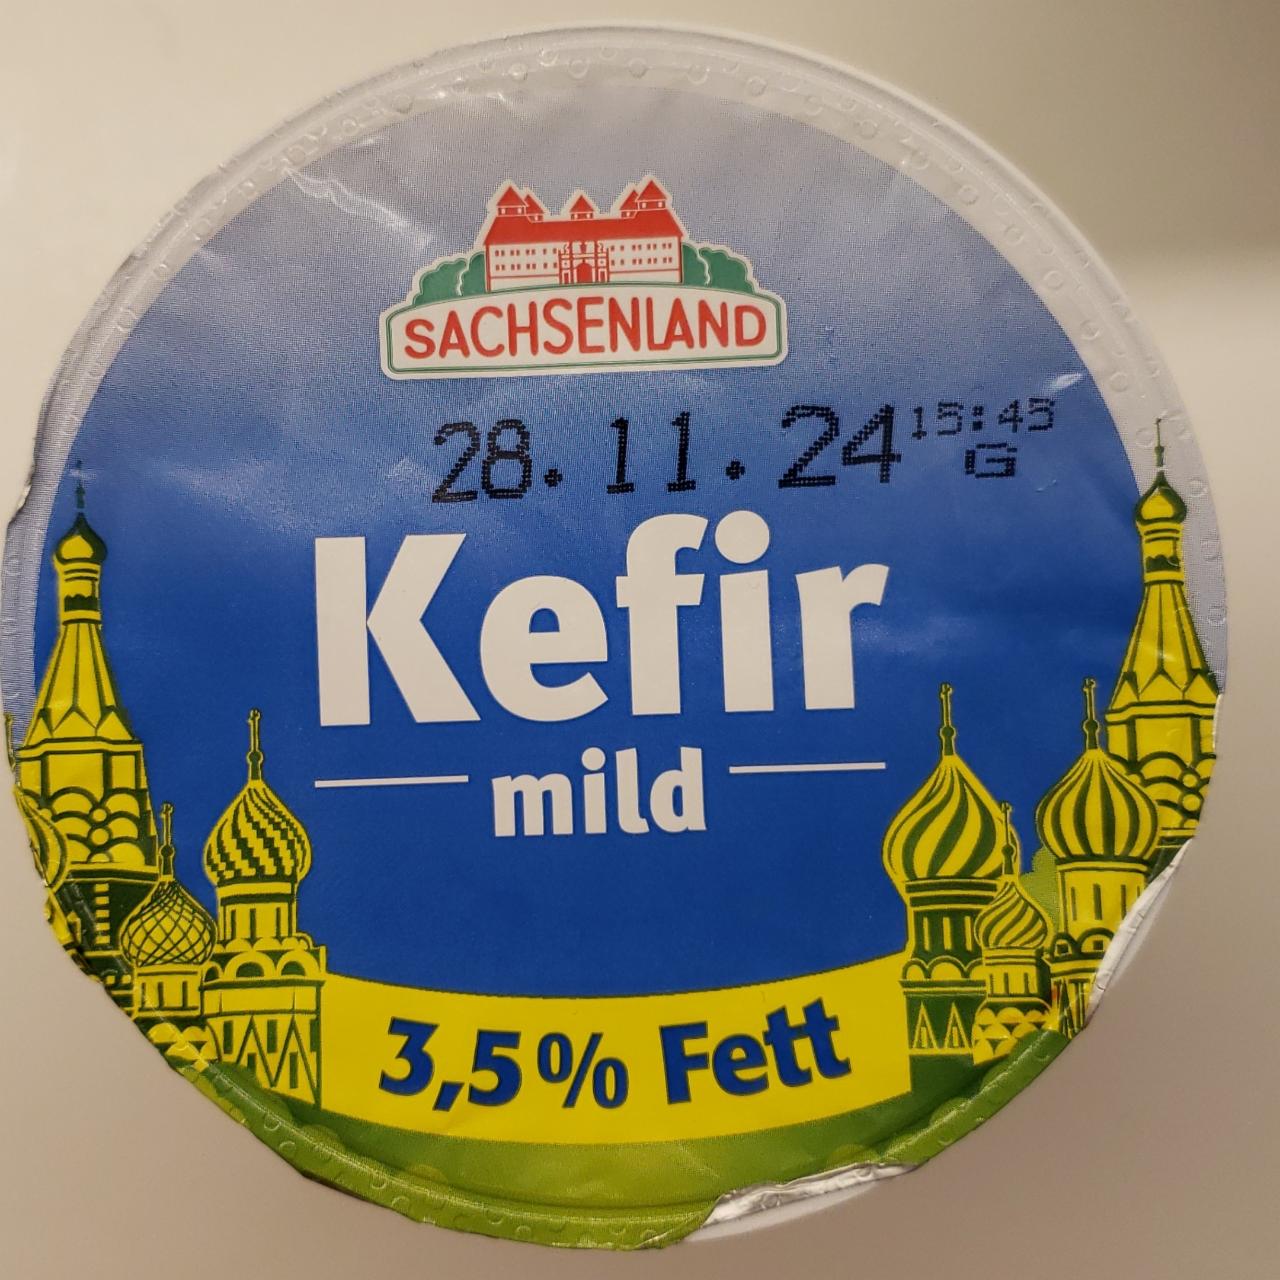 SACHSENLAND
28. 11. 24 15:45
G
Kefir
mild
3,5% Fett